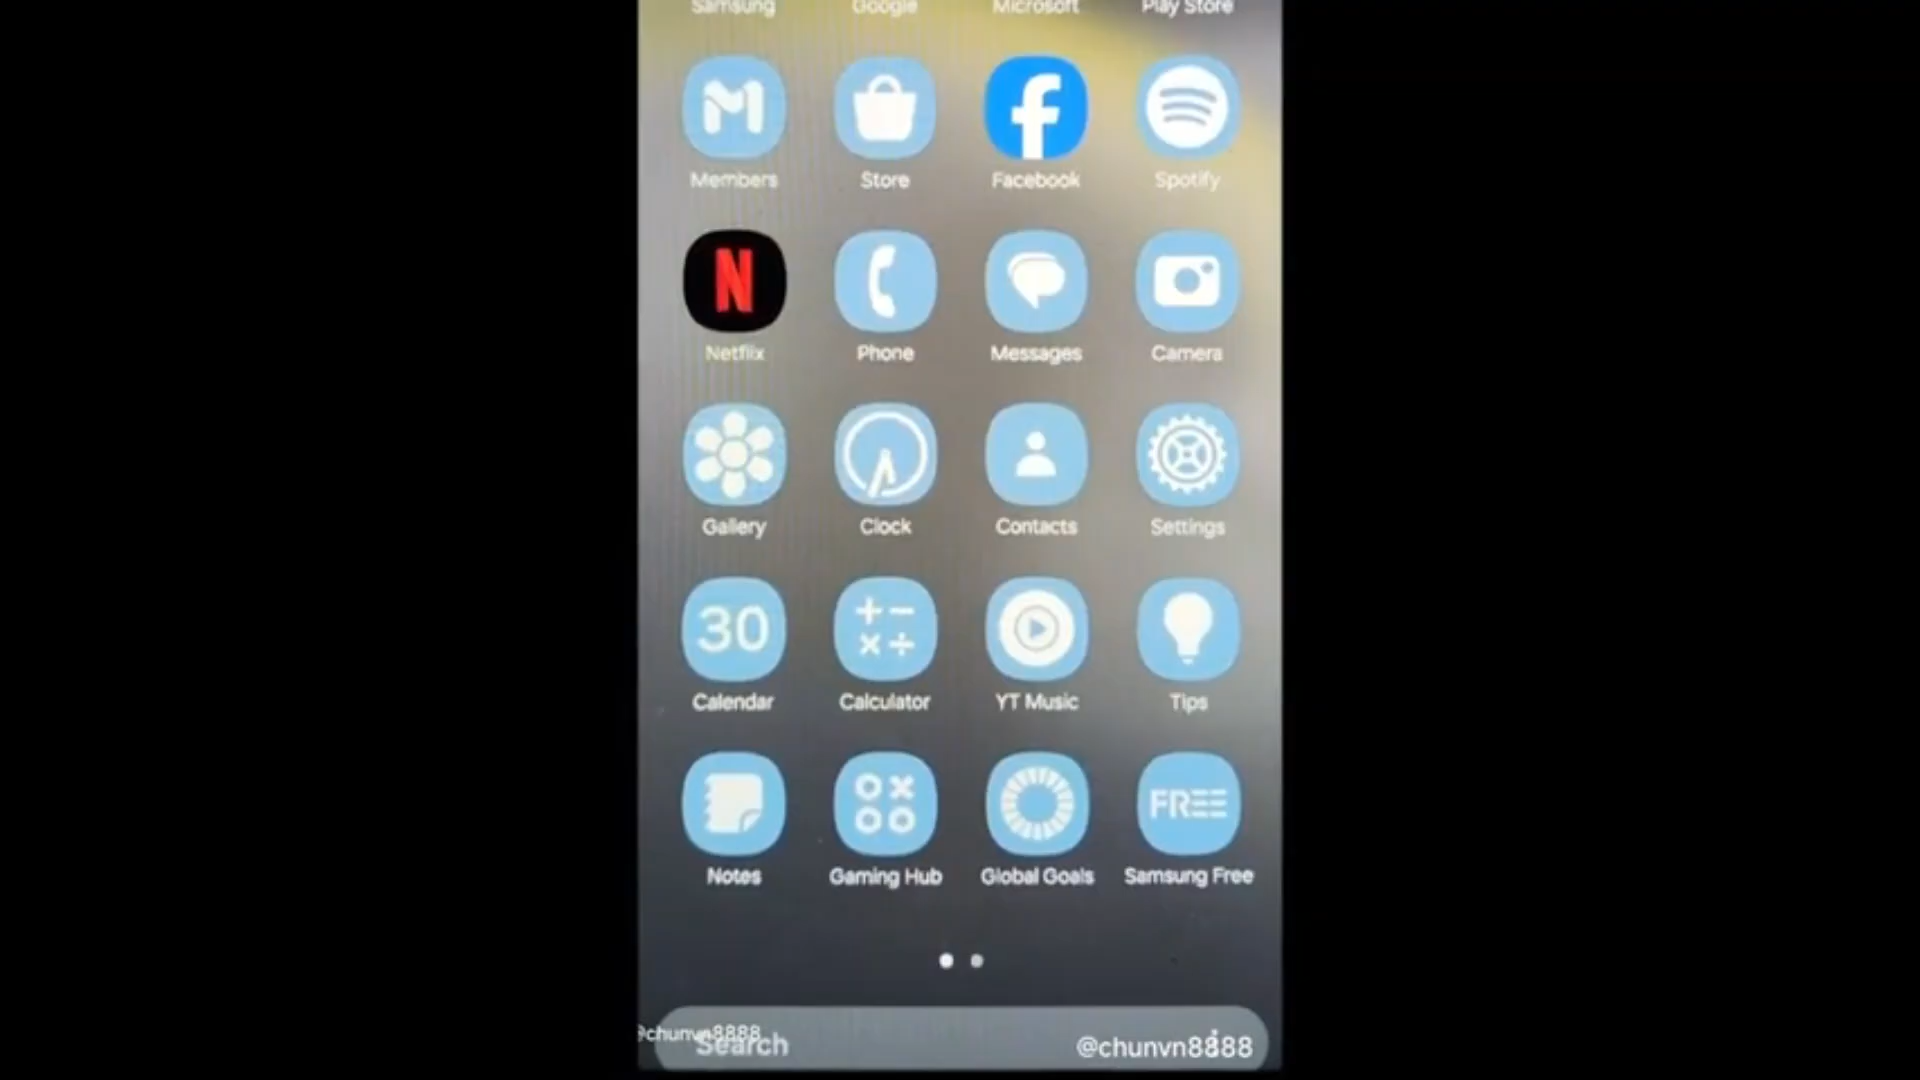 Samsung Google Microsoft Play Store
Members Store Facebook Spotify
N
Netflix Phone Messages Camera
Gallery Clock Contacts Settings
30
Calendar Calculator YT Music Tips
FREE
Notes Gaming Hub Global Goals Samsung Free
@chunvn8888
Search
@chunvn8888